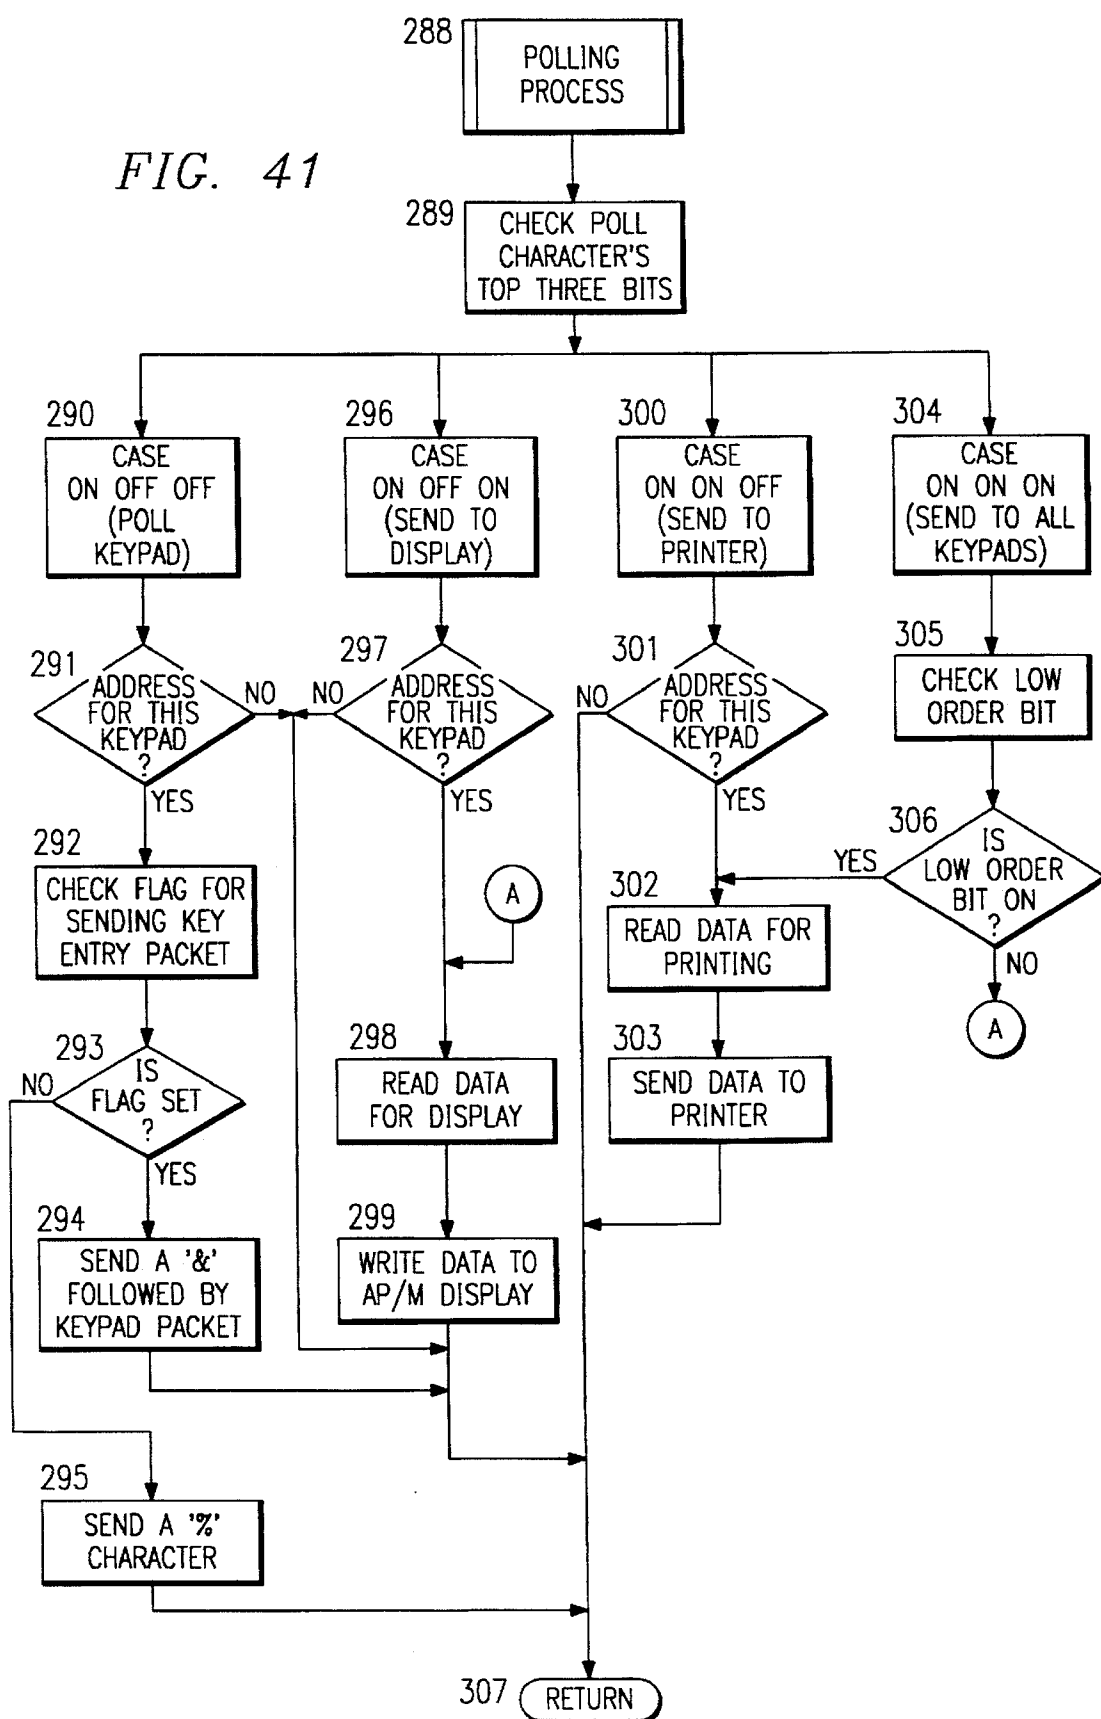 288
POLLING
PROCESS
FIG. 41
289
CHECK POLL
CHARACTER'S
TOP THREE BITS
290
CASE
ON OFF OFF
(POLL
KEYPAD)
296
CASE
ON OFF ON
(SEND TO
DISPLAY)
300
CASE
ON ON OFF
(SEND TO
PRINTER)
304
CASE
ON ON ON
(SEND TO ALL
KEYPADS)
291
ADDRESS
FOR THIS
KEYPAD
?
NO
YES
297
NO
ADDRESS
FOR THIS
KEYPAD
?
YES
301
NO
ADDRESS
FOR THIS
KEYPAD
?
YES
305
CHECK LOW
ORDER BIT
306
YES
IS
LOW ORDER
BIT ON
?
NO
A
292
CHECK FLAG FOR
SENDING KEY
ENTRY PACKET
A
302
READ DATA FOR
PRINTING
293
NO
IS
FLAG SET
?
YES
298
READ DATA
FOR DISPLAY
303
SEND DATA TO
PRINTER
294
SEND A '&'
FOLLOWED BY
KEYPAD PACKET
299
WRITE DATA TO
AP/M DISPLAY
295
SEND A '%'
CHARACTER
307
RETURN